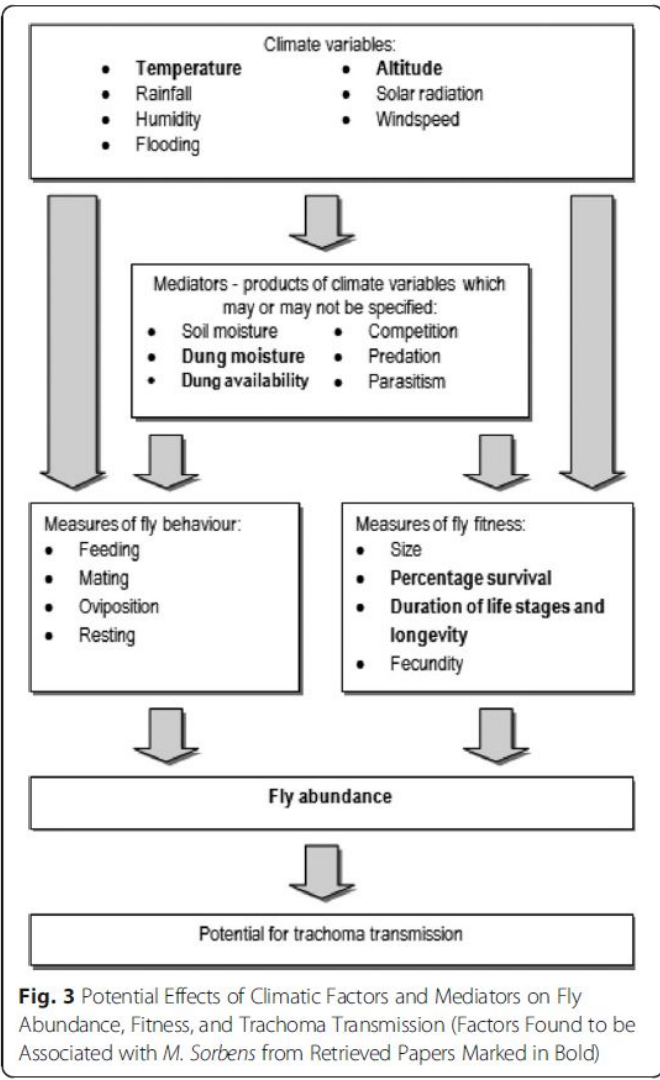 Climate variables:
• Temperature
• Rainfall
• Humidity
• Flooding
• Altitude
• Solar radiation
• Windspeed
Mediators - products of climate variables which
may or may not be specified:
• Soil moisture
• Dung moisture
• Dung availability
• Competition
• Predation
• Parasitism
Measures of fly behaviour:
• Feeding
• Mating
• Oviposition
• Resting
Measures of fly fitness:
• Size
• Percentage survival
• Duration of life stages and
longevity
• Fecundity
Fly abundance
Potential for trachoma transmission
Fig. 3 Potential Effects of Climatic Factors and Mediators on Fly
Abundance, Fitness, and Trachoma Transmission (Factors Found to be
Associated with M. Sorbens from Retrieved Papers Marked in Bold)